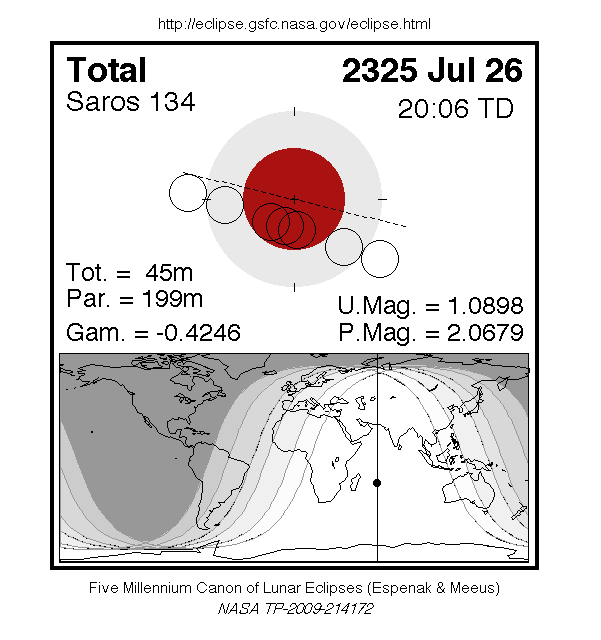 http://eclipse.gsfc.nasa.gov/eclipse.html
Total 2325 Jul 26
Saros 134 20:06 TD
Tot. = 45m
Par. = 199m
Gam. = -0.4246
U.Mag. = 1.0898
P.Mag. = 2.0679
Five Millennium Canon of Lunar Eclipses (Espenak & Meeus)
NASA TP-2009-214172